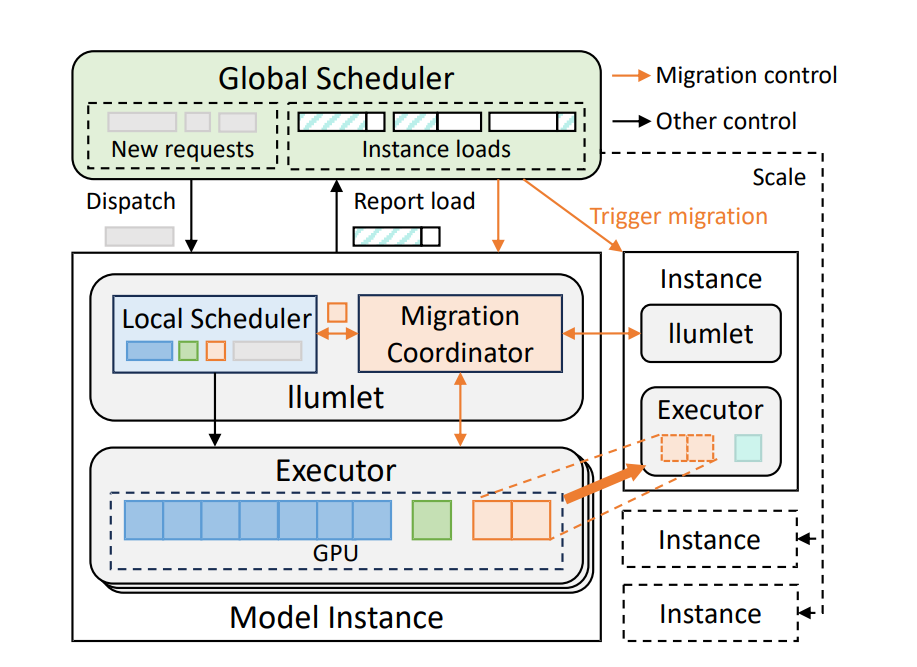 Global Scheduler
Migration control
Other control
New requests
Instance loads
Scale
Dispatch
Report load
Trigger migration
Instance
Local Scheduler
Migration
Coordinator
llumlet
llumlet
Executor
Executor
GPU
Model Instance
Instance
Instance